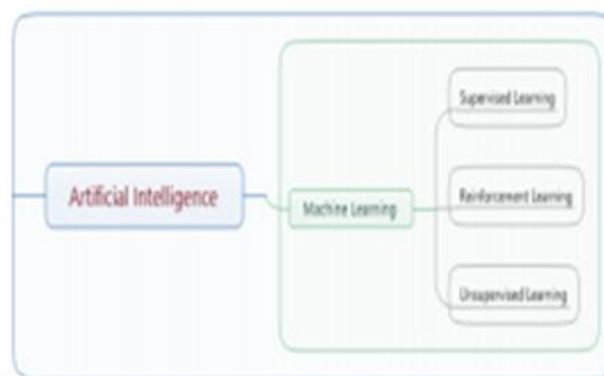 Artificial Intelligence
Machine Learning
Supervised Learning
Reinforcement Learning
Unsupervised Learning